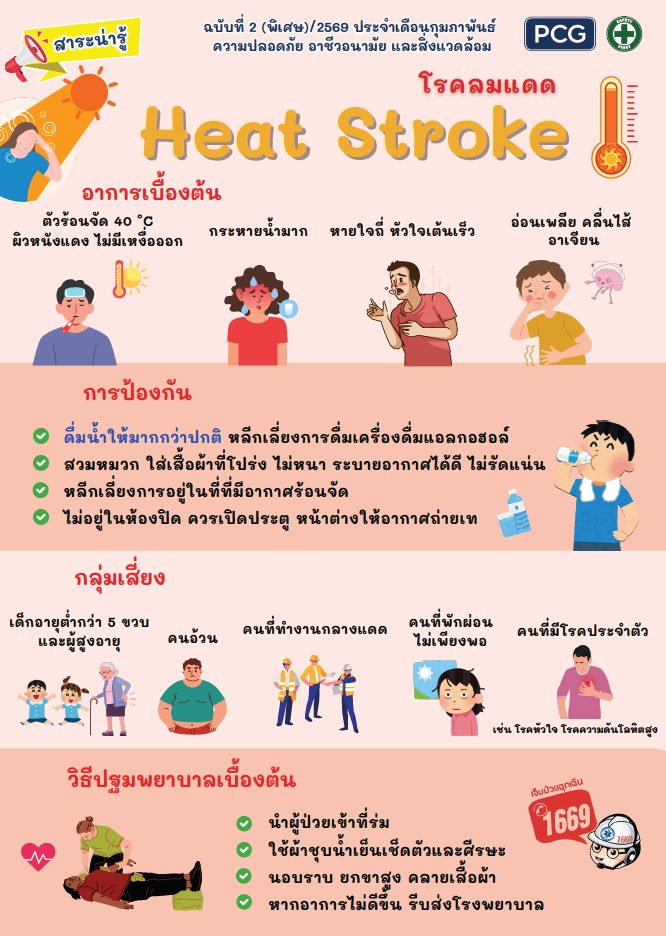 สาระน่ารู้
ฉบับที่ 2 (พิเศษ)/2569 ประจำเดือนกุมภาพันธ์
ความปลอดภัย อาชีวอนามัย และสิ่งแวดล้อม
PCG
SAFETY FIRST
โรคลมแดด
Heat Stroke
อาการเบื้องต้น
ตัวร้อนจัด 40 °C
ผิวหนังแดง ไม่มีเหงื่อออก
กระหายน้ำมาก
หายใจถี่ หัวใจเต้นเร็ว
อ่อนเพลีย คลื่นไส้
อาเจียน
การป้องกัน
ดื่มน้ำให้มากกว่าปกติ หลีกเลี่ยงการดื่มเครื่องดื่มแอลกอฮอล์
สวมหมวก ใส่เสื้อผ้าที่โปร่ง ไม่หนา ระบายอากาศได้ดี ไม่รัดแน่น
หลีกเลี่ยงการอยู่ในที่ที่มีอากาศร้อนจัด
ไม่อยู่ในห้องปิด ควรเปิดประตู หน้าต่างให้อากาศถ่ายเท
กลุ่มเสี่ยง
เด็กอายุต่ำกว่า 5 ขวบ
และผู้สูงอายุ
คนอ้วน
คนที่ทำงานกลางแดด
คนที่พักผ่อน
ไม่เพียงพอ
คนที่มีโรคประจำตัว
เช่น โรคหัวใจ โรคความดันโลหิตสูง
วิธีปฐมพยาบาลเบื้องต้น
นำผู้ป่วยเข้าที่ร่ม
ใช้ผ้าชุบน้ำเย็นเช็ดตัวและศีรษะ
นอนราบ ยกขาสูง คลายเสื้อผ้า
หากอาการไม่ดีขึ้น รีบส่งโรงพยาบาล
เจ็บป่วยฉุกเฉิน
1669
1669